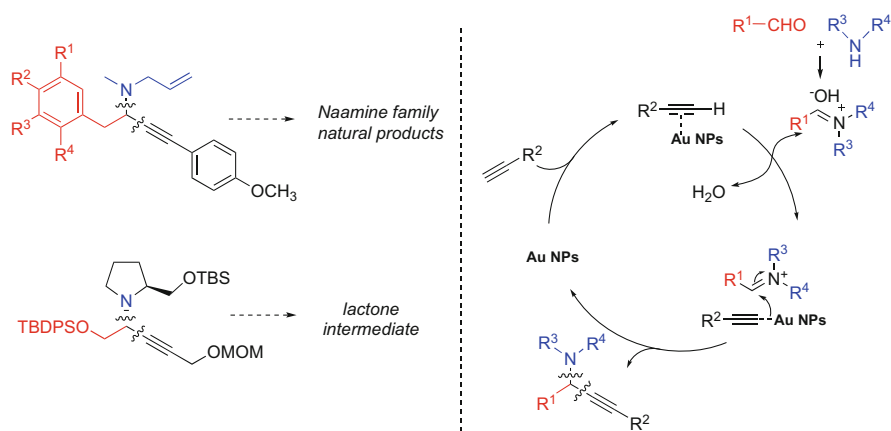 R¹
R²
N
R³
R⁴
OCH₃
Naamine family
natural products
OTBS
N
TBDPSO
OMOM
lactone
intermediate
R¹
CHO
+
R³
R⁴
N
H
⁻OH
R¹
N⁺
R⁴
R³
R²
H
Au NPs
R²
H₂O
Au NPs
R³
R¹
N⁺
R⁴
R²
Au NPs
R³
R⁴
N
R¹
R²